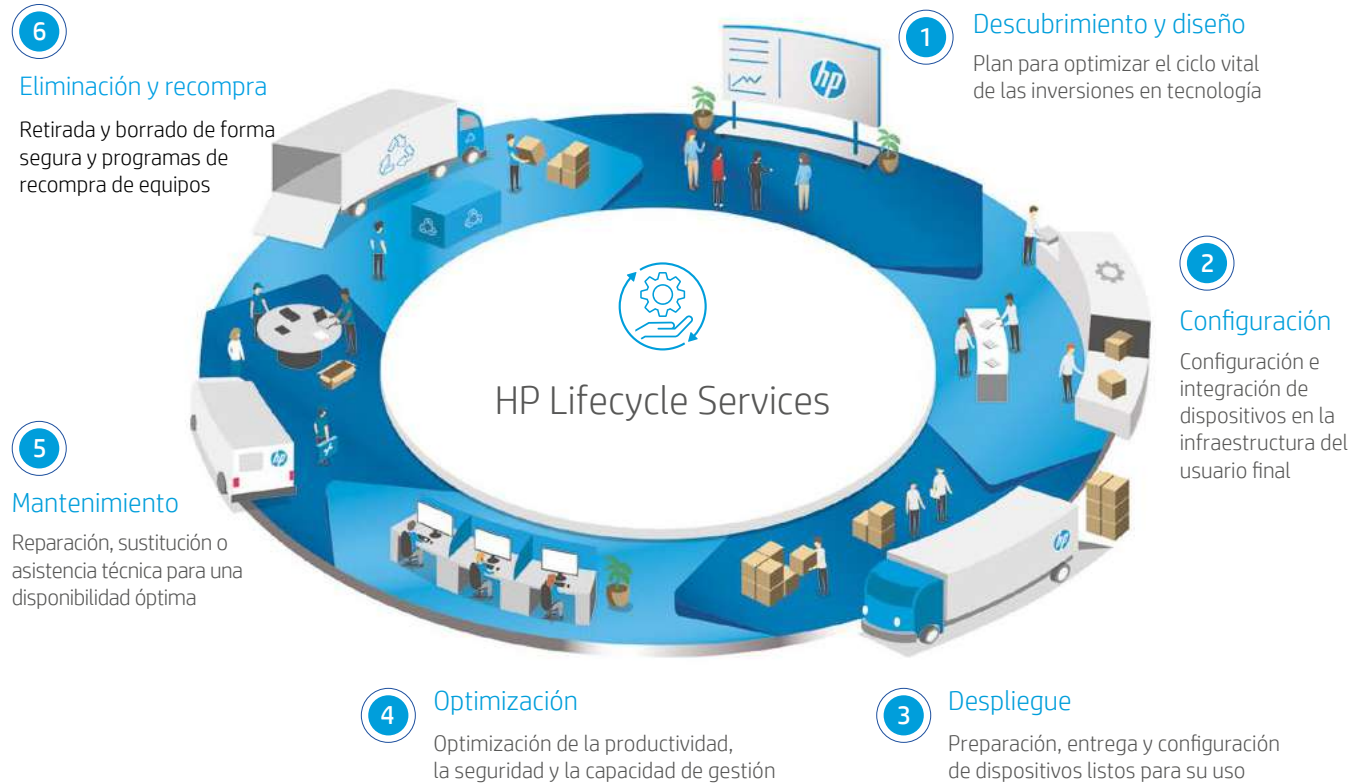 1
Descubrimiento y diseño
Plan para optimizar el ciclo vital
de las inversiones en tecnología
2
Configuración
Configuración e
integración de
dispositivos en la
infraestructura del
usuario final
3
Despliegue
Preparación, entrega y configuración
de dispositivos listos para su uso
4
Optimización
Optimización de la productividad,
la seguridad y la capacidad de gestión
5
Mantenimiento
Reparación, sustitución o
asistencia técnica para una
disponibilidad óptima
6
Eliminación y recompra
Retirada y borrado de forma
segura y programas de
recompra de equipos
HP Lifecycle Services
hp
hp
hp